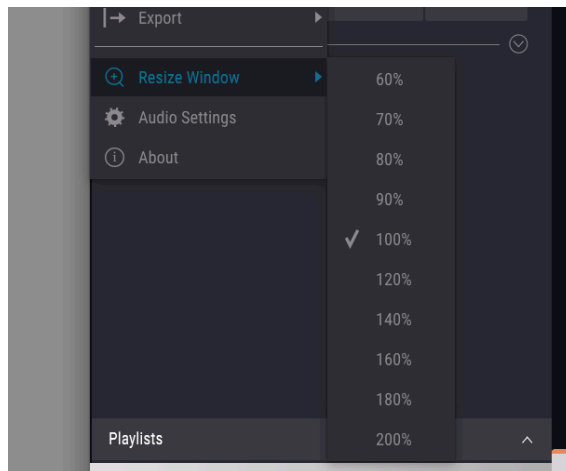 Export
Resize Window
Audio Settings
About
60%
70%
80%
90%
100%
120%
140%
160%
180%
200%
Playlists